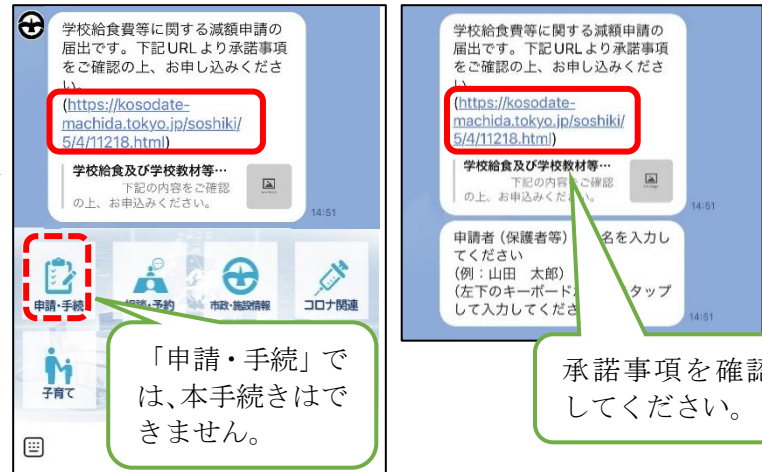 学校給食費等に関する減額申請の
届出です。下記URLより承諾事項
をご確認の上、お申し込みくださ
い。
(https://kosodate-
machida.tokyo.jp/soshiki/
5/4/11218.html)
学校給食及び学校教材等…
下記の内容をご確認
の上、お申込みください。
14:51
申請・手続
相談・予約
市政・施設情報
コロナ関連
子育て
「申請・手続」で
は、本手続きはで
きません。
学校給食費等に関する減額申請の
届出です。下記URLより承諾事項
をご確認の上、お申し込みくださ
い
(https://kosodate-
machida.tokyo.jp/soshiki/
5/4/11218.html)
学校給食及び学校教材等…
下記の内容をご確認
の上、お申込みください。
14:51
申請者（保護者等）名を入力し
てください
(例：山田 太郎)
(左下のキーボード タップ
して入力してくださ
14:51
承諾事項を確認
してください。